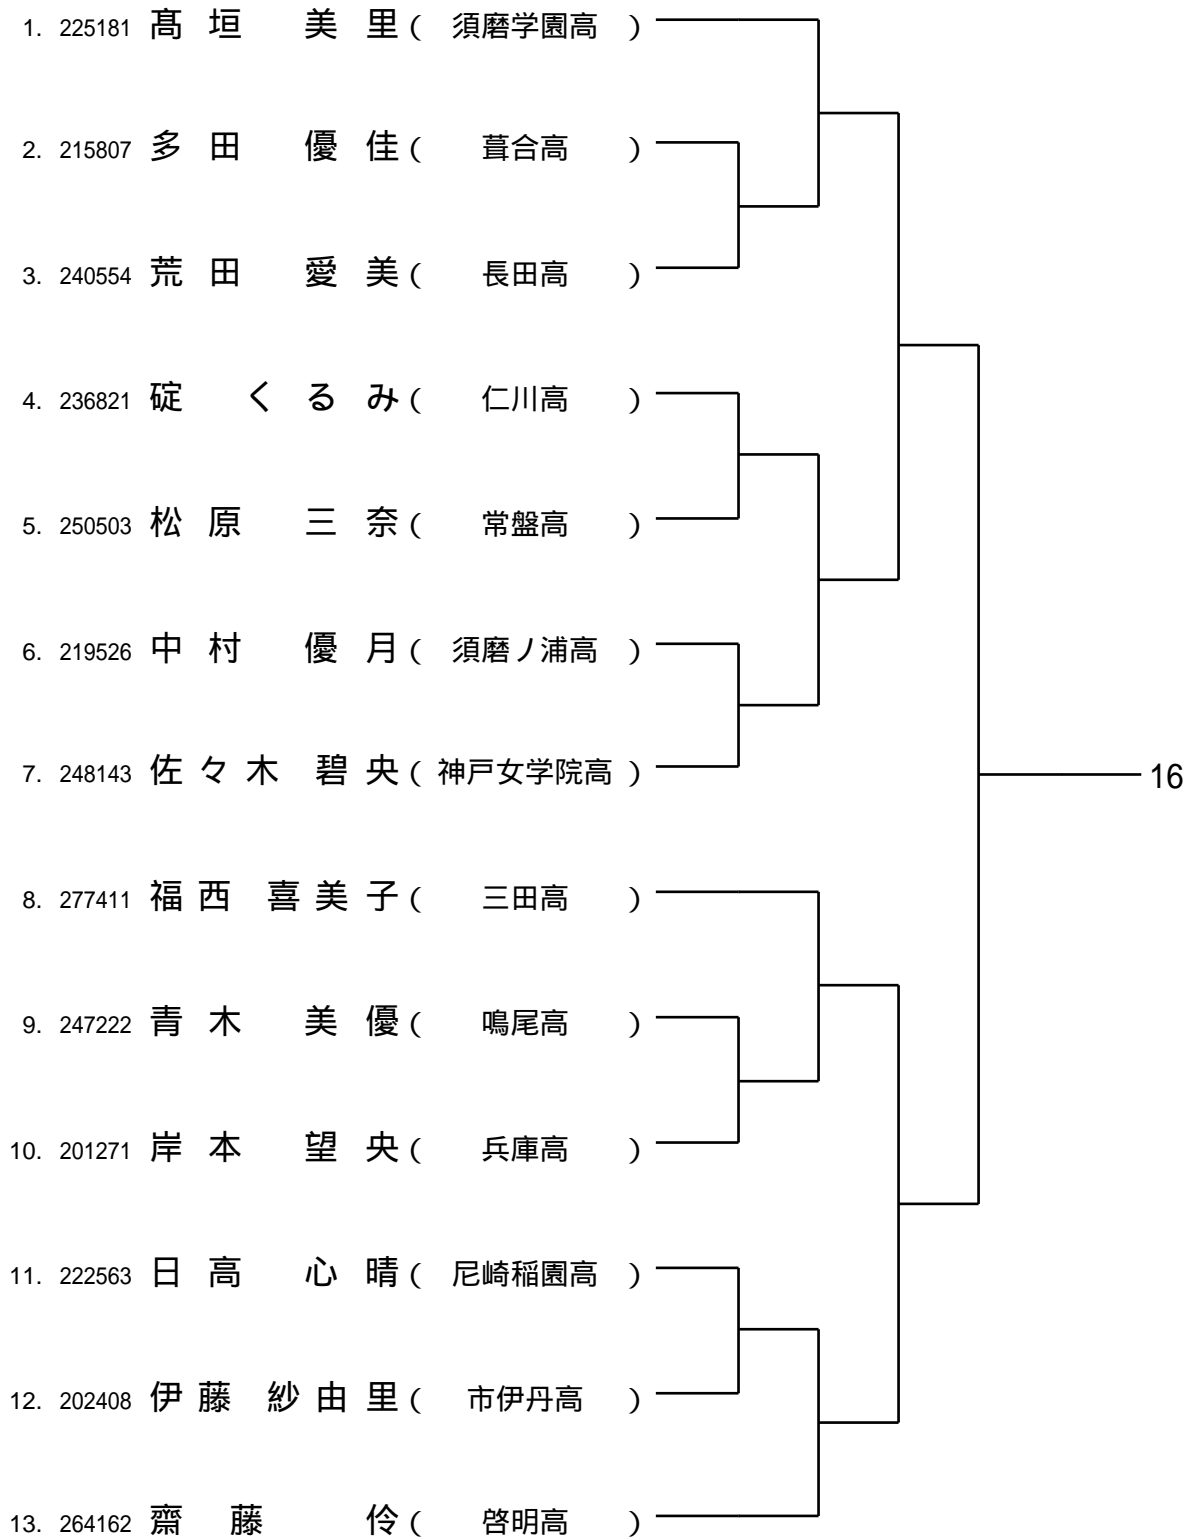 1. 225181 髙垣 美里 ( 須磨学園高 )
2. 215807 多田 優佳 ( 葺合高 )
3. 240554 荒田 愛美 ( 長田高 )
4. 236821 碇 くるみ ( 仁川高 )
5. 250503 松原 三奈 ( 常盤高 )
6. 219526 中村 優月 ( 須磨ノ浦高 )
7. 248143 佐々木 碧央 ( 神戸女学院高 )
16
8. 277411 福西 喜美子 ( 三田高 )
9. 247222 青木 美優 ( 鳴尾高 )
10. 201271 岸本 望央 ( 兵庫高 )
11. 222563 日高 心晴 ( 尼崎稲園高 )
12. 202408 伊藤 紗由里 ( 市伊丹高 )
13. 264162 齋藤 伶 ( 啓明高 )